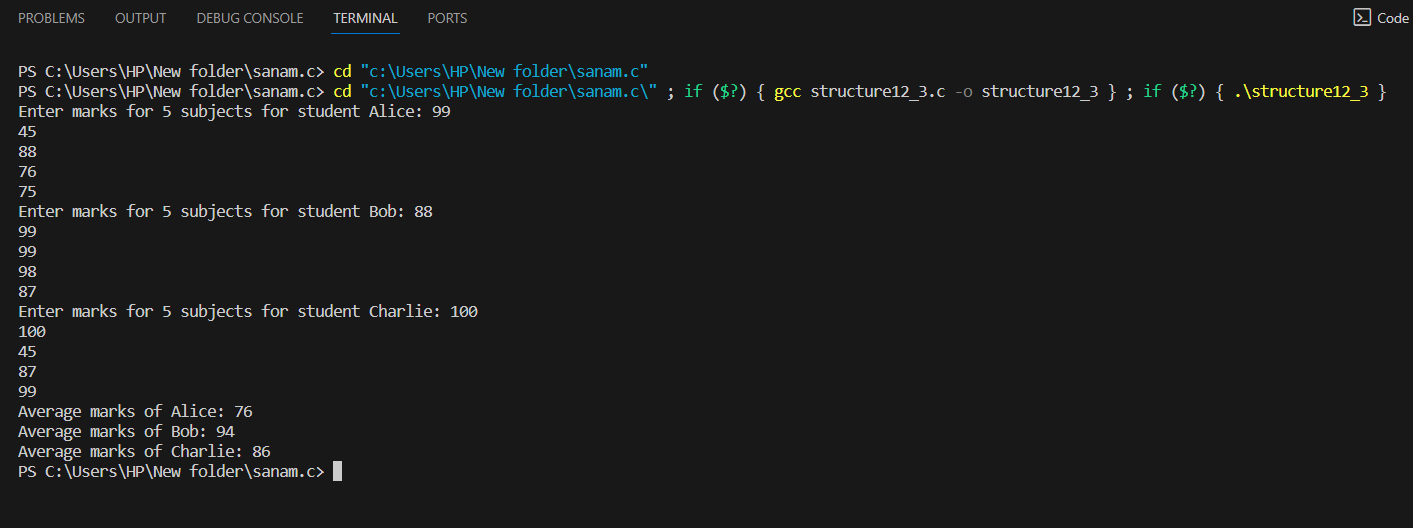 PROBLEMS OUTPUT DEBUG CONSOLE TERMINAL PORTS Code
PS C:\Users\HP\New folder\sanam.c> cd "c:\Users\HP\New folder\sanam.c"
PS C:\Users\HP\New folder\sanam.c> cd "c:\Users\HP\New folder\sanam.c\" ; if ($?) { gcc structure12_3.c -o structure12_3 } ; if ($?) { .\structure12_3 }
Enter marks for 5 subjects for student Alice: 99
45
88
76
75
Enter marks for 5 subjects for student Bob: 88
99
99
98
87
Enter marks for 5 subjects for student Charlie: 100
100
45
87
99
Average marks of Alice: 76
Average marks of Bob: 94
Average marks of Charlie: 86
PS C:\Users\HP\New folder\sanam.c>